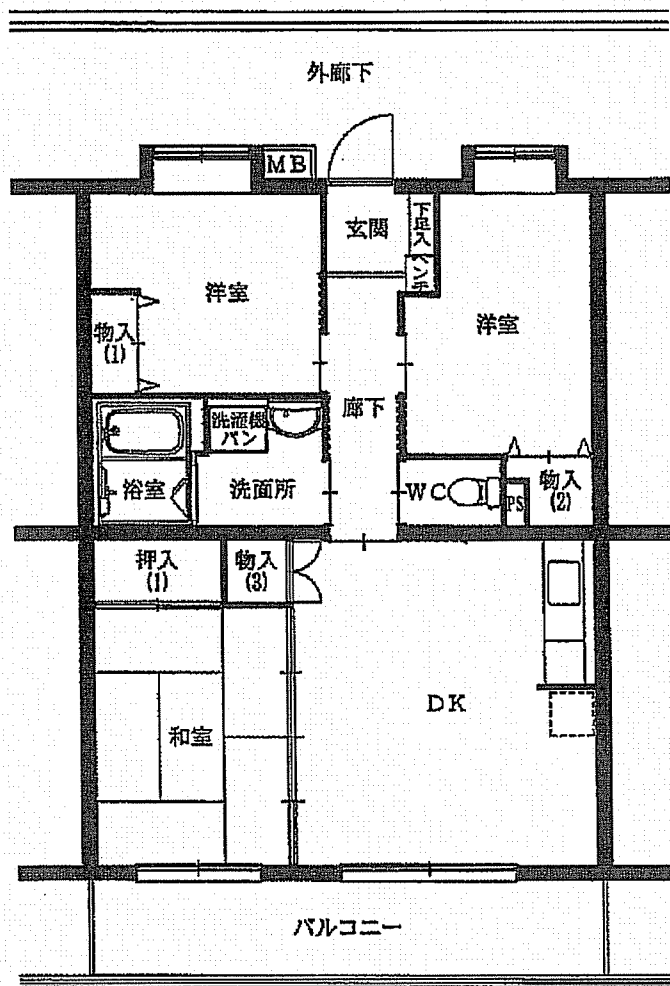 外廊下
MB
玄関
下足入
ベンチ
洋室
洋室
物入
(1)
廊下
洗濯機
パン
浴室
洗面所
WC
PS
物入
(2)
押入
(1)
物入
(3)
DK
和室
バルコニー